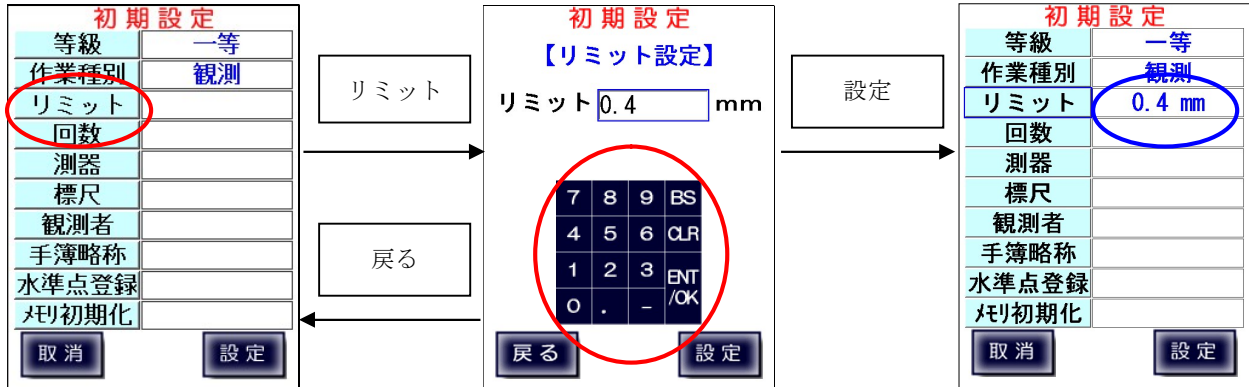 初期設定
等級 一等
作業種別 観測
リミット
回数
測器
標尺
観測者
手簿略称
水準点登録
ﾒﾓﾘ初期化
取消 設定
リミット
戻る
初期設定
【リミット設定】
リミット 0.4 mm
7 8 9 BS
4 5 6 CLR
1 2 3 ENT
/OK
0 . -
戻る 設定
設定
初期設定
等級 一等
作業種別 観測
リミット 0.4 mm
回数
測器
標尺
観測者
手簿略称
水準点登録
ﾒﾓﾘ初期化
取消 設定